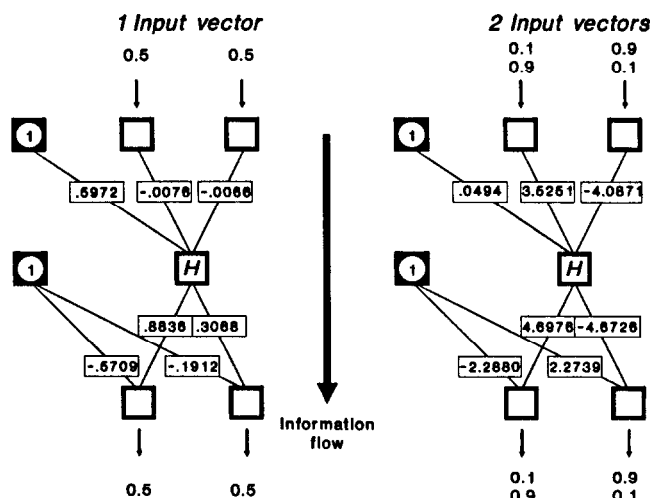 1 Input vector
2 Input vectors
0.5 0.5
0.1 0.9
0.9 0.1
1
1
.5972 -.0076 -.0066
.0494 3.5251 -4.0871
1 H
1 H
.8836 .3068
4.6976 -4.6726
-.5709 -.1912
-2.2880 2.2739
Information
flow
0.5 0.5
0.1 0.9
0.9 0.1